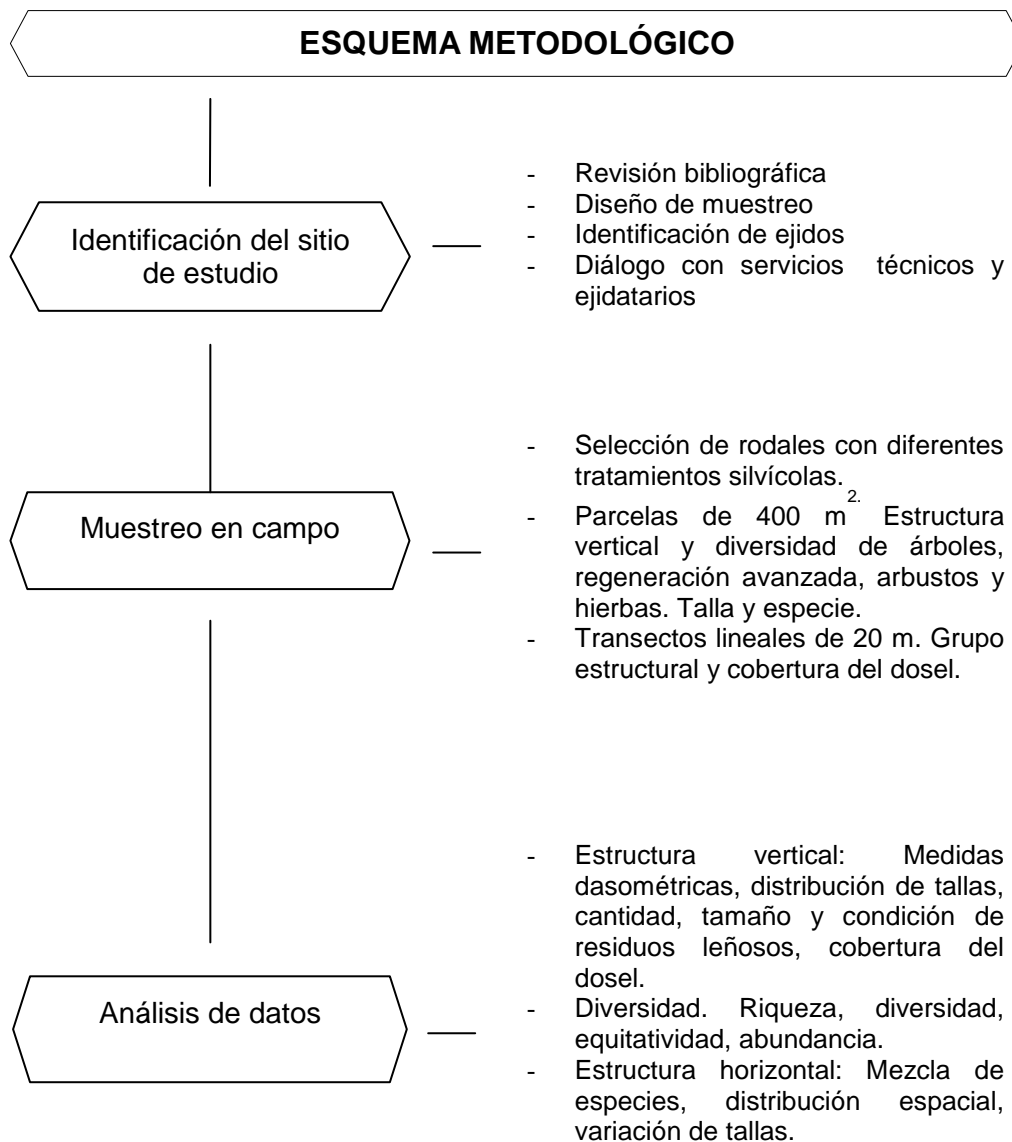 ESQUEMA METODOLÓGICO
Identificación del sitio
de estudio
- Revisión bibliográfica
- Diseño de muestreo
- Identificación de ejidos
- Diálogo con servicios técnicos y
ejidatarios
Muestreo en campo
- Selección de rodales con diferentes
tratamientos silvícolas.
- Parcelas de 400 m². Estructura
vertical y diversidad de árboles,
regeneración avanzada, arbustos y
hierbas. Talla y especie.
- Transectos lineales de 20 m. Grupo
estructural y cobertura del dosel.
Análisis de datos
- Estructura vertical: Medidas
dasométricas, distribución de tallas,
cantidad, tamaño y condición de
residuos leñosos, cobertura del
dosel.
- Diversidad. Riqueza, diversidad,
equitatividad, abundancia.
- Estructura horizontal: Mezcla de
especies, distribución espacial,
variación de tallas.